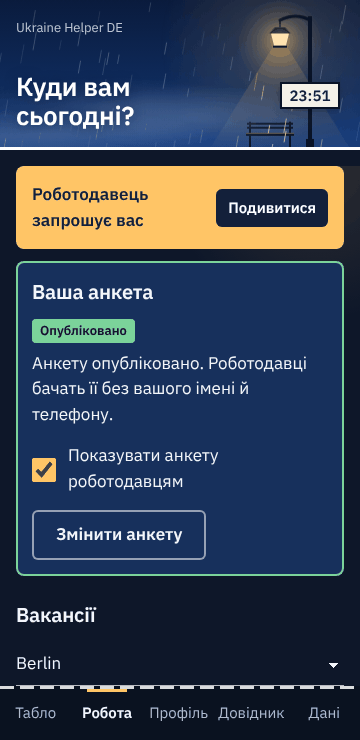 Ukraine Helper DE
Куди вам
сьогодні?
23:51
Роботодавець
запрошує вас
Подивитися
Ваша анкета
Опубліковано
Анкету опубліковано. Роботодавці
бачать її без вашого імені й
телефону.
Показувати анкету
роботодавцям
Змінити анкету
Вакансії
Berlin
Табло
Робота
Профіль
Довідник
Дані